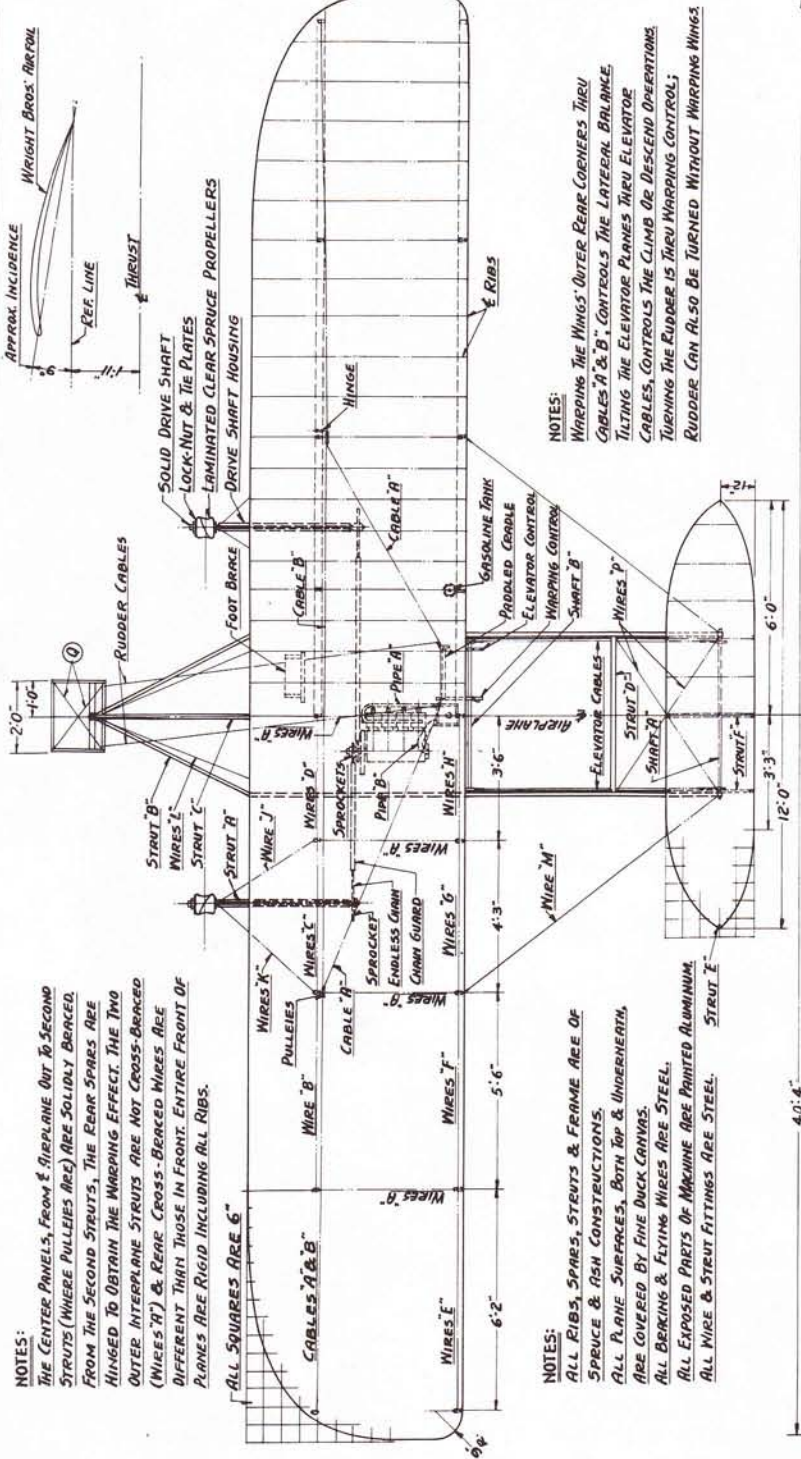 NOTES:
THE CENTER PANELS, FROM ℄ AIRPLANE OUT TO SECOND
STRUTS (WHERE PULLEIES ARE) ARE SOLIDLY BRACED.
FROM THE SECOND STRUTS, THE REAR SPARS ARE
HINGED TO OBTAIN THE WARPING EFFECT. THE TWO
OUTER INTERPLANE STRUTS ARE NOT CROSS-BRACED
(WIRES "A") & REAR CROSS-BRACED WIRES ARE
DIFFERENT THAN THOSE IN FRONT. ENTIRE FRONT OF
PLANES ARE RIGID INCLUDING ALL RIBS.
ALL SQUARES ARE 6"
APPROX. INCIDENCE
WRIGHT BROS' AIRFOIL
REF. LINE
℄ THRUST
9"
1'-11"
2'-0"
1'-0"
Q
RUDDER CABLES
SOLID DRIVE SHAFT
LOCK-NUT & TIE PLATES
LAMINATED CLEAR SPRUCE PROPELLERS
DRIVE SHAFT HOUSING
FOOT BRACE
STRUT "B"
WIRES "L"
STRUT "C"
STRUT "A"
WIRE "J"
WIRES "K"
PULLEIES
WIRES "C"
WIRES "D"
WIRES "A"
CABLE "B"
HINGE
CABLES "A" & "B"
WIRE "B"
CABLE "A"
SPROCKET
ENDLESS CHAIN
CHAIN GUARD
SPROCKETS
PIPE "B"
PIPE "A"
CABLE "A"
℄ RIBS
WIRES "A"
WIRES "A"
WIRES "A"
GASOLINE TANK
PADDLED CRADLE
ELEVATOR CONTROL
WARPING CONTROL
SHAFT "B"
WIRES "E"
WIRES "F"
WIRES "G"
WIRES "H"
6'-2"
5'-6"
4'-3"
3'-6"
AIRPLANE
℄
ELEVATOR CABLES
STRUT "D"
SHAFT "A"
WIRES "P"
WIRE "M"
STRUT "F"
STRUT "E"
3'-3"
6'-0"
12'-0"
12"
40'-4"
NOTES:
ALL RIBS, SPARS, STRUTS & FRAME ARE OF
SPRUCE & ASH CONSTRUCTIONS.
ALL PLANE SURFACES, BOTH TOP & UNDERNEATH,
ARE COVERED BY FINE DUCK CANVAS.
ALL BRACING & FLYING WIRES ARE STEEL.
ALL EXPOSED PARTS OF MACHINE ARE PAINTED ALUMINUM.
ALL WIRE & STRUT FITTINGS ARE STEEL.
NOTES:
WARPING THE WINGS' OUTER REAR CORNERS THRU
CABLES "A" & "B", CONTROLS THE LATERAL BALANCE.
TILTING THE ELEVATOR PLANES THRU ELEVATOR
CABLES, CONTROLS THE CLIMB OR DESCEND OPERATIONS.
TURNING THE RUDDER IS THRU WARPING CONTROL;
RUDDER CAN ALSO BE TURNED WITHOUT WARPING WINGS.